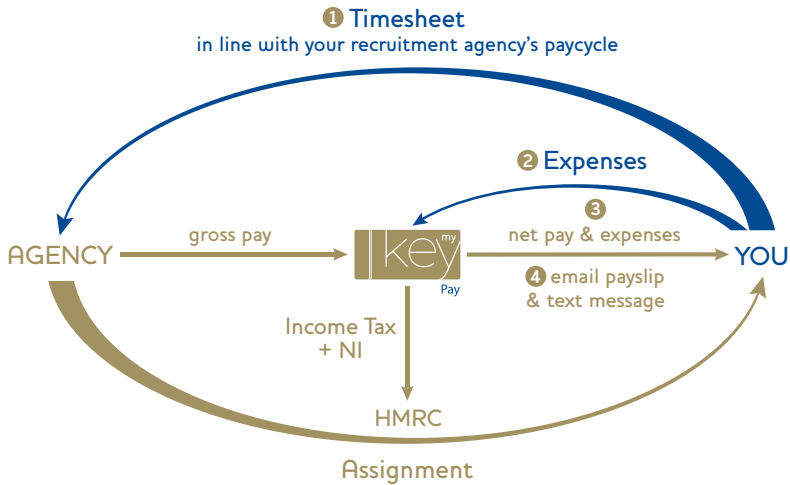 1 Timesheet
in line with your recruitment agency's paycycle
2 Expenses
3
gross pay
net pay & expenses
AGENCY
key
my
Pay
YOU
4 email payslip
& text message
Income Tax
+ NI
HMRC
Assignment